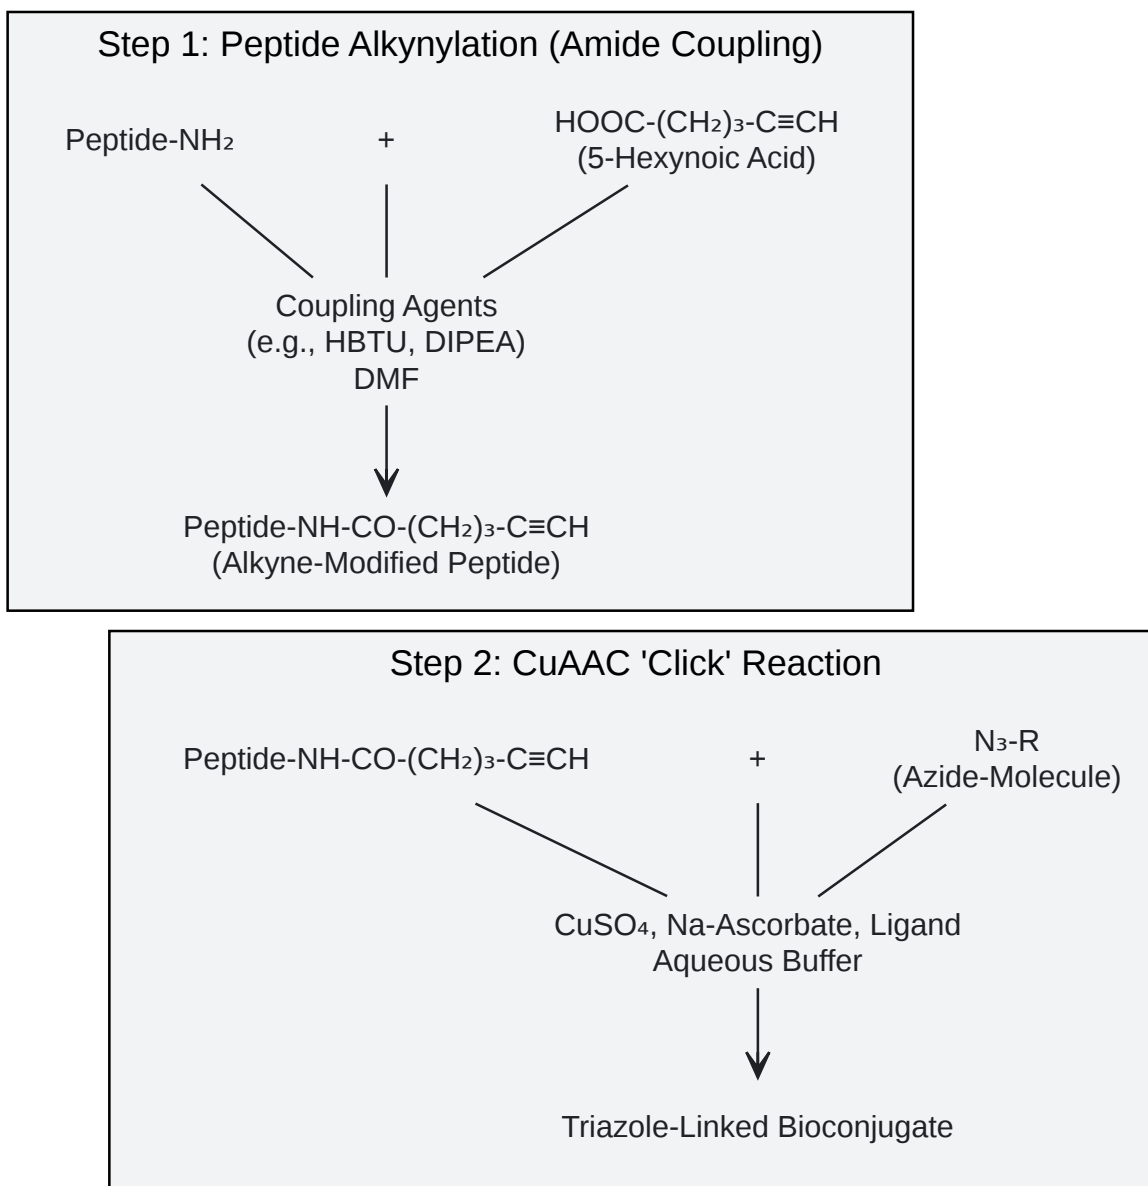 Step 1: Peptide Alkynylation (Amide Coupling)
Peptide-NH₂ + HOOC-(CH₂)₃-C≡CH
(5-Hexynoic Acid)
Coupling Agents
(e.g., HBTU, DIPEA)
DMF
Peptide-NH-CO-(CH₂)₃-C≡CH
(Alkyne-Modified Peptide)
Step 2: CuAAC 'Click' Reaction
Peptide-NH-CO-(CH₂)₃-C≡CH + N₃-R
(Azide-Molecule)
CuSO₄, Na-Ascorbate, Ligand
Aqueous Buffer
Triazole-Linked Bioconjugate